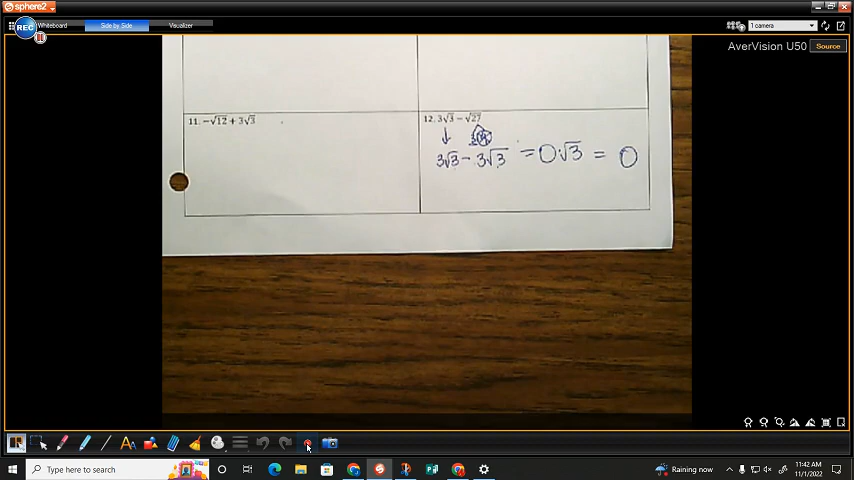 sphere2
REC
Whiteboard
Side by Side
Visualizer
1 camera
AverVision U50
Source
11. -√12 + 3√3
12. 3√3 - √27
3√3 - 3√3 = 0·√3 = 0
Type here to search
Raining now
11:42 AM
11/1/2022